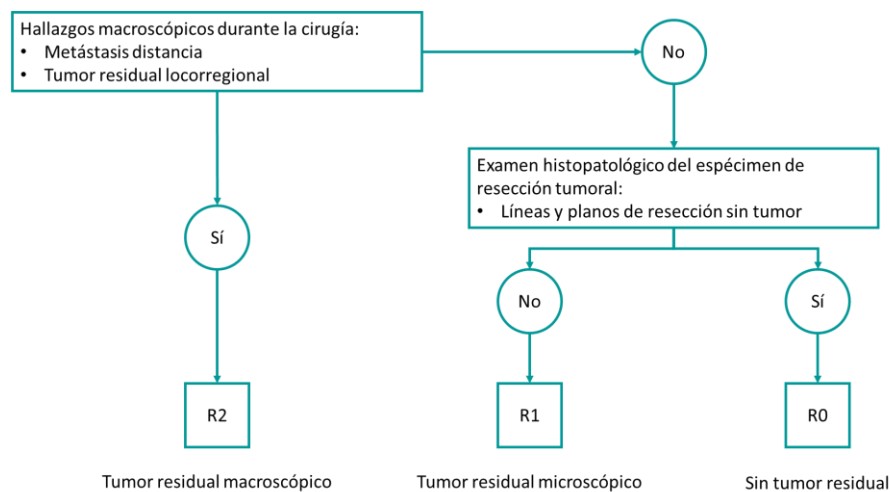 Hallazgos macroscópicos durante la cirugía:
• Metástasis distancia
• Tumor residual locorregional
No
Examen histopatológico del espécimen de
resección tumoral:
• Líneas y planos de resección sin tumor
Sí
No
Sí
R2
R1
R0
Tumor residual macroscópico
Tumor residual microscópico
Sin tumor residual